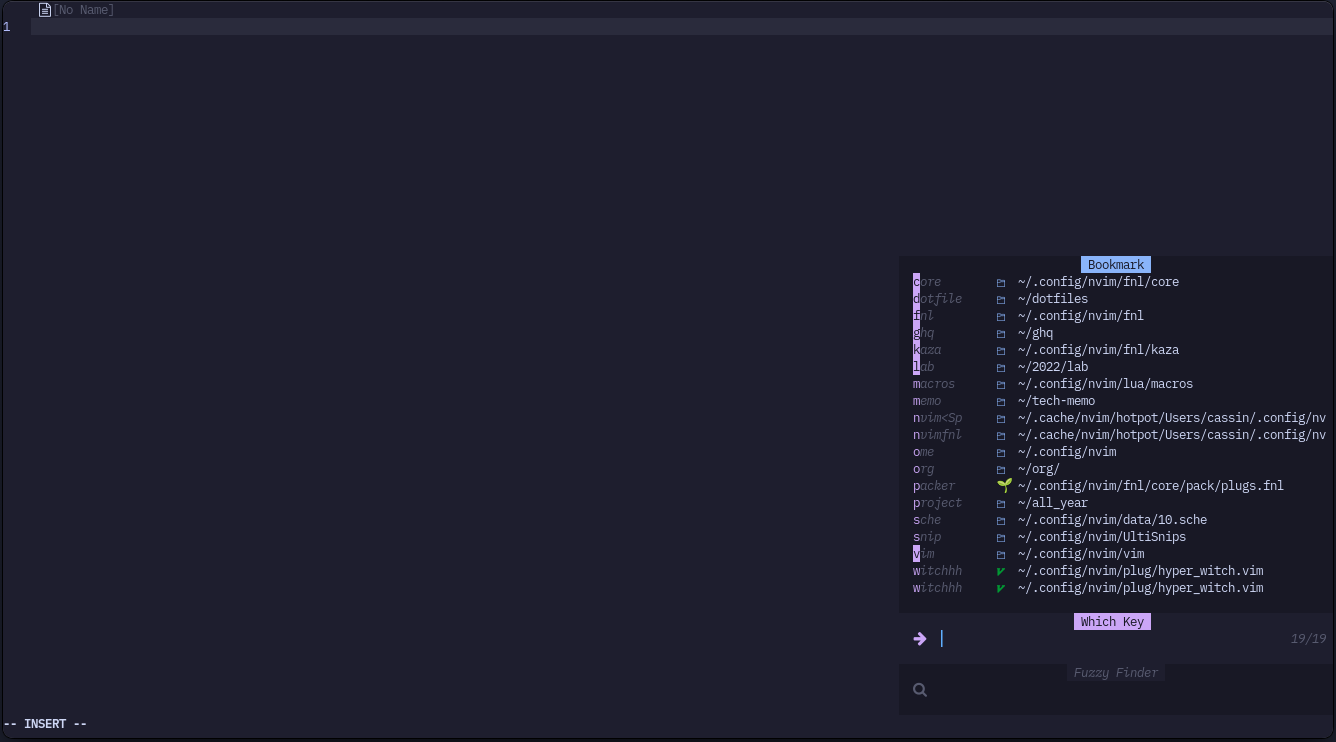 [No Name]
1
Bookmark
core ~/.config/nvim/fnl/core
dotfile ~/dotfiles
fnl ~/.config/nvim/fnl
ghq ~/ghq
kaza ~/.config/nvim/fnl/kaza
lab ~/2022/lab
macros ~/.config/nvim/lua/macros
memo ~/tech-memo
nvim<Sp ~/.cache/nvim/hotpot/Users/cassin/.config/nv
nvimfnl ~/.cache/nvim/hotpot/Users/cassin/.config/nv
ome ~/.config/nvim
org ~/org/
packer ~/.config/nvim/fnl/core/pack/plugs.fnl
project ~/all_year
sche ~/.config/nvim/data/10.sche
snip ~/.config/nvim/UltiSnips
vim ~/.config/nvim/vim
witchhh ~/.config/nvim/plug/hyper_witch.vim
witchhh ~/.config/nvim/plug/hyper_witch.vim
Which Key
19/19
Fuzzy Finder
-- INSERT --